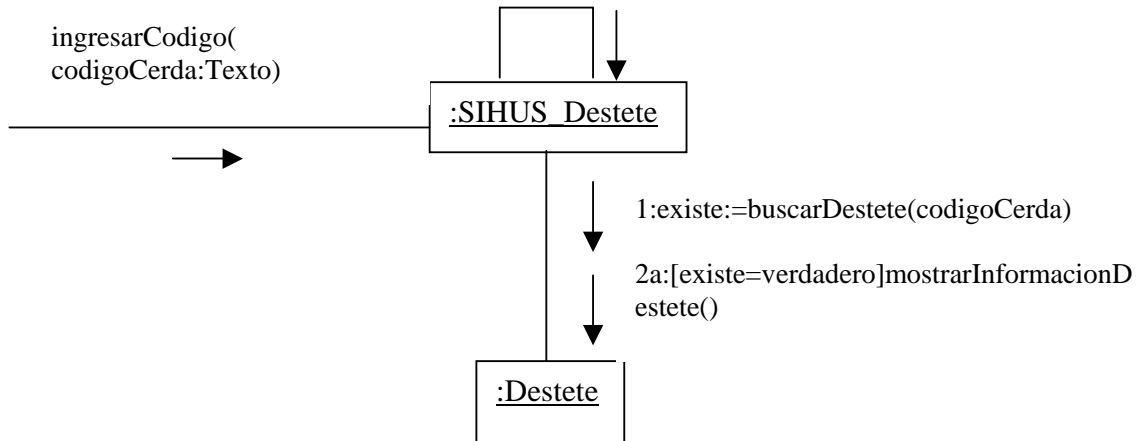 ingresarCodigo(
codigoCerda:Texto)
:SIHUS_Destete
1:existe:=buscarDestete(codigoCerda)
2a:[existe=verdadero]mostrarInformacionD
estete()
:Destete